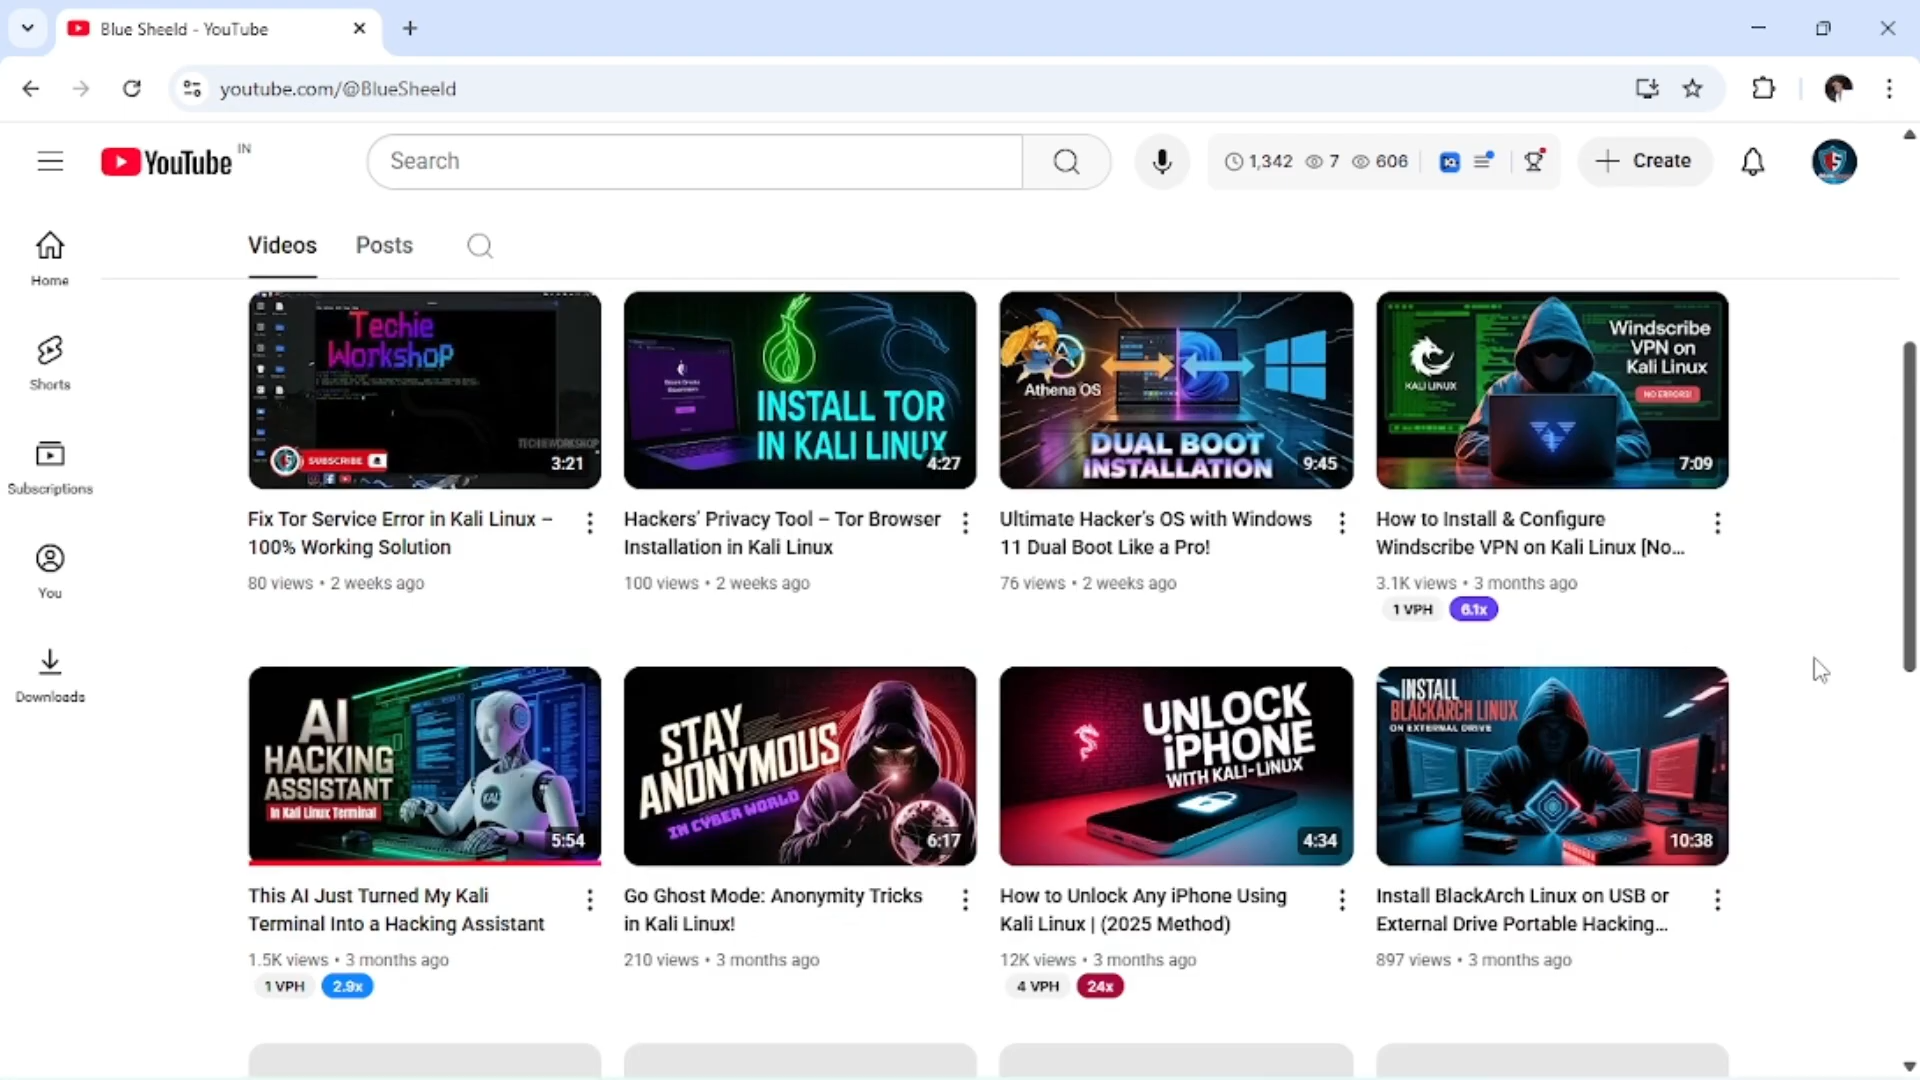 Blue Sheeld - YouTube
youtube.com/@BlueSheeld
YouTube IN
Search
1,342 7 606
Create
Home
Shorts
Subscriptions
You
Downloads
Videos Posts
Techie
Workshop
SUBSCRIBE
TECHIEWORKSHOP
3:21
INSTALL TOR
IN KALI LINUX
4:27
Athena OS
DUAL BOOT
INSTALLATION
9:45
KALI LINUX
Windscribe
VPN on
Kali Linux
NO ERRORS!
7:09
Fix Tor Service Error in Kali Linux –
100% Working Solution
80 views • 2 weeks ago
Hackers' Privacy Tool – Tor Browser
Installation in Kali Linux
100 views • 2 weeks ago
Ultimate Hacker's OS with Windows
11 Dual Boot Like a Pro!
76 views • 2 weeks ago
How to Install & Configure
Windscribe VPN on Kali Linux [No...
3.1K views • 3 months ago
1 VPH 6.1x
AI
HACKING
ASSISTANT
In Kali Linux Terminal
KALI
5:54
STAY
ANONYMOUS
IN CYBER WORLD
6:17
UNLOCK
iPHONE
WITH KALI-LINUX
4:34
INSTALL
BLACKARCH LINUX
ON EXTERNAL DRIVE
10:38
This AI Just Turned My Kali
Terminal Into a Hacking Assistant
1.5K views • 3 months ago
1 VPH 2.9x
Go Ghost Mode: Anonymity Tricks
in Kali Linux!
210 views • 3 months ago
How to Unlock Any iPhone Using
Kali Linux | (2025 Method)
12K views • 3 months ago
4 VPH 24x
Install BlackArch Linux on USB or
External Drive Portable Hacking...
897 views • 3 months ago